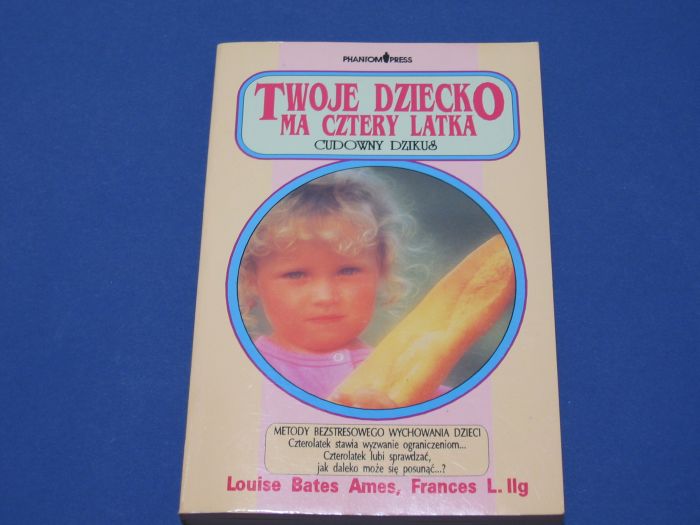 PHANTOM PRESS
TWOJE DZIECKO
MA CZTERY LATKA
CUDOWNY DZIKUS
METODY BEZSTRESOWEGO WYCHOWANIA DZIECI
Czterolatek stawia wyzwanie ograniczeniom...
Czterolatek lubi sprawdzać,
jak daleko może się posunąć...?
Louise Bates Ames, Frances L. Ilg